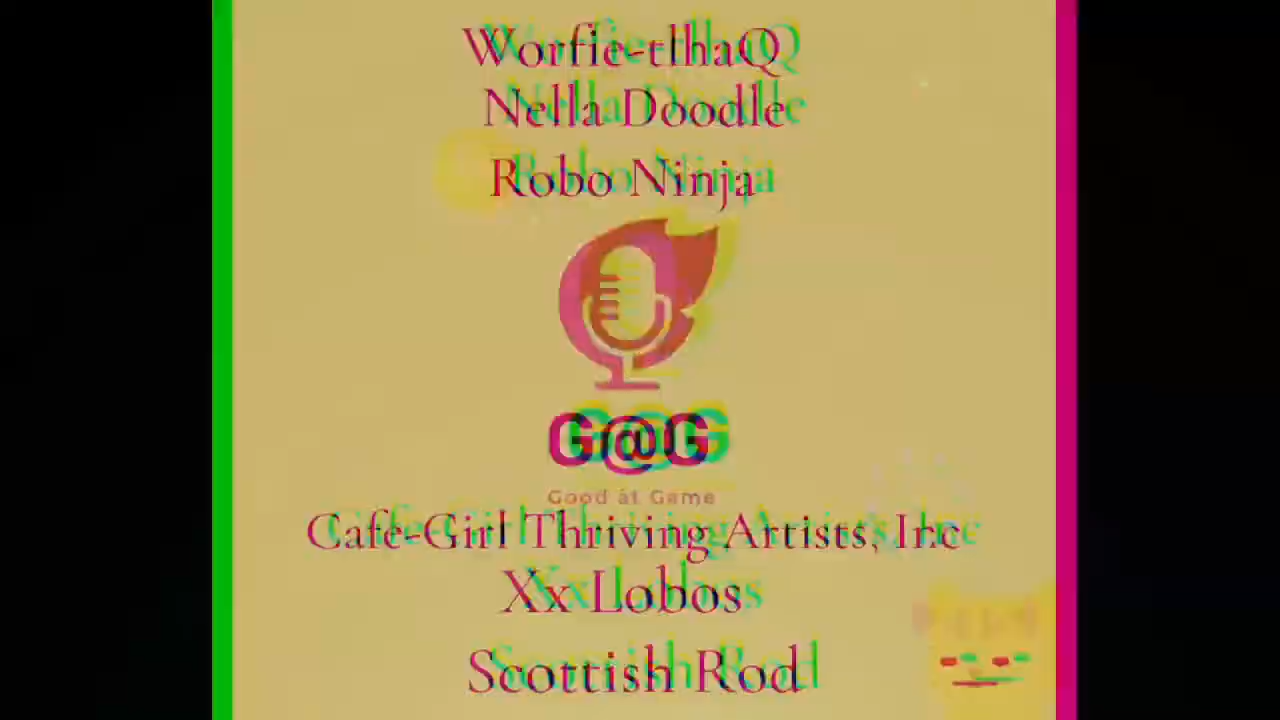 Worfie-tlhaQ
Nella Doodle
Robo Ninja
G@G
Good at Game
Cafe-Girl Thriving Artists, Inc
Xx Lobos
Scottish Rod